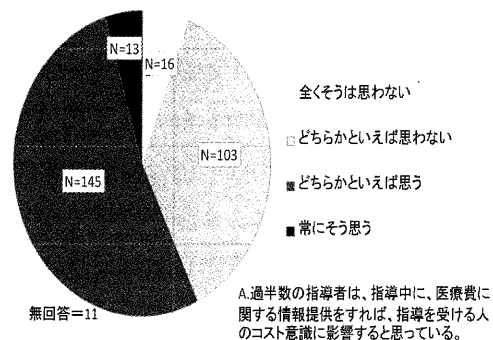 N=13
N=16
N=103
N=145
全くそうは思わない
どちらかといえば思わない
どちらかといえば思う
常にそう思う
無回答=11
A.過半数の指導者は、指導中に、医療費に
関する情報提供をすれば、指導を受ける人
のコスト意識に影響すると思っている。